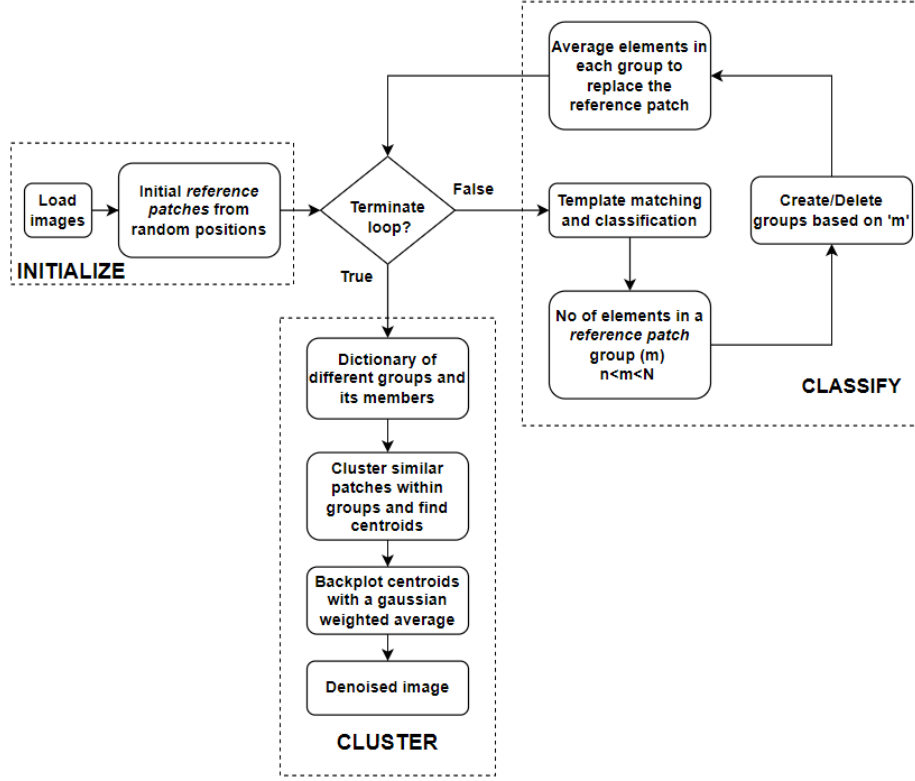 Load
images
Initial reference
patches from
random positions
INITIALIZE
Terminate
loop?
False
True
Template matching
and classification
No of elements in a
reference patch
group (m)
n<m<N
Create/Delete
groups based on 'm'
Average elements in
each group to
replace the
reference patch
CLASSIFY
Dictionary of
different groups and
its members
Cluster similar
patches within
groups and find
centroids
Backplot centroids
with a gaussian
weighted average
Denoised image
CLUSTER